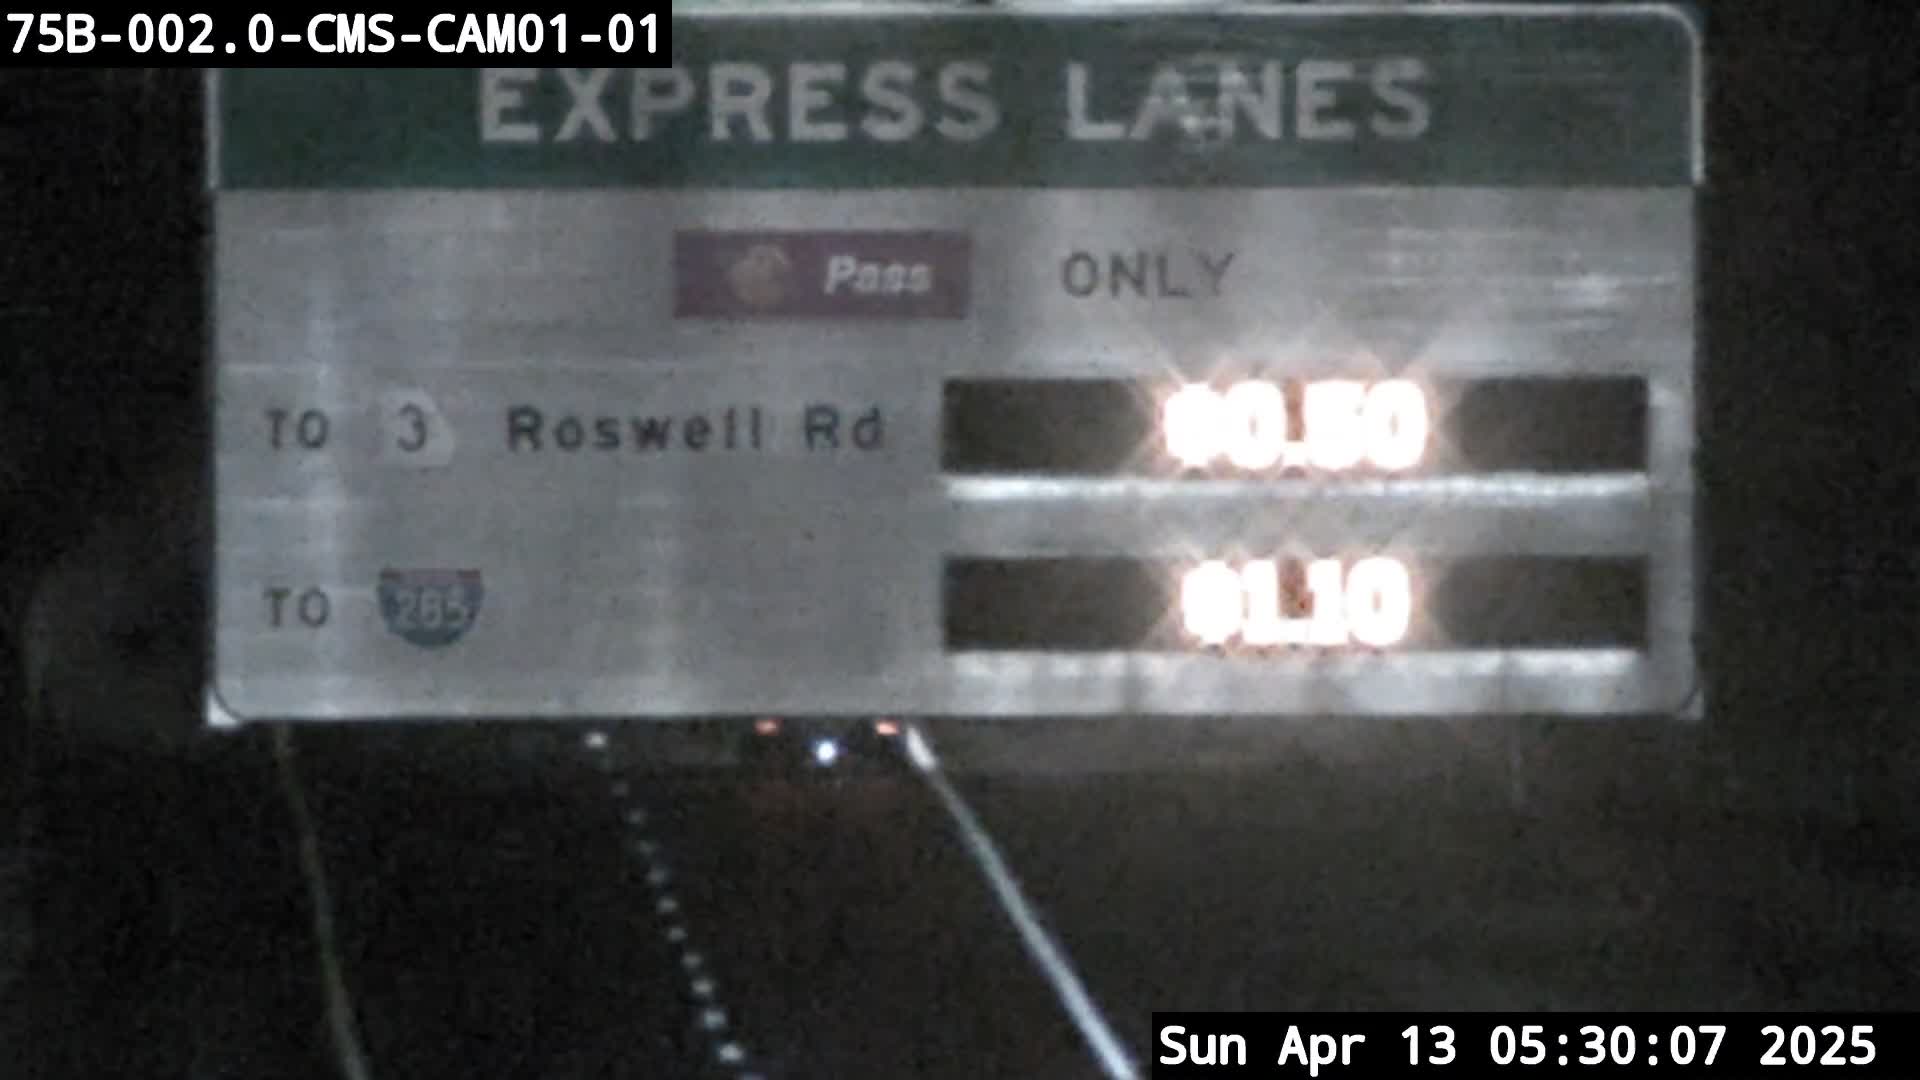 75B-002.0-CMS-CAM01-01
EXPRESS LANES
Pass ONLY
TO 3 Roswell Rd $0.50
TO 285 $1.10
Sun Apr 13 05:30:07 2025